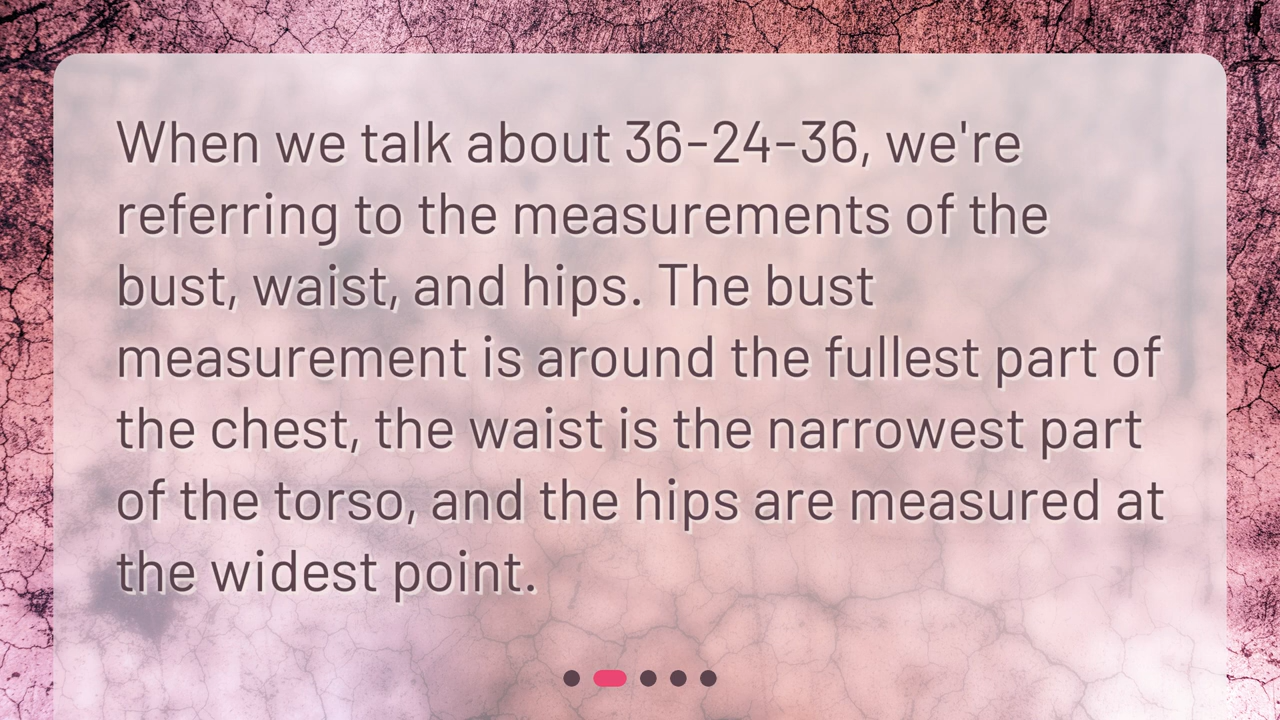 When we talk about 36-24-36, we're
referring to the measurements of the
bust, waist, and hips. The bust
measurement is around the fullest part of
the chest, the waist is the narrowest part
of the torso, and the hips are measured at
the widest point.